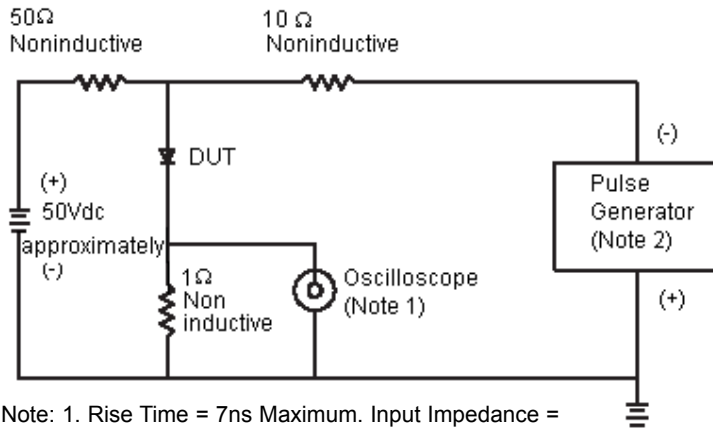 50Ω
Noninductive
10 Ω
Noninductive
DUT
(+)
50Vdc
approximately
(-)
1Ω
Non
inductive
Oscilloscope
(Note 1)
(-)
Pulse
Generator
(Note 2)
(+)
Note: 1. Rise Time = 7ns Maximum. Input Impedance =